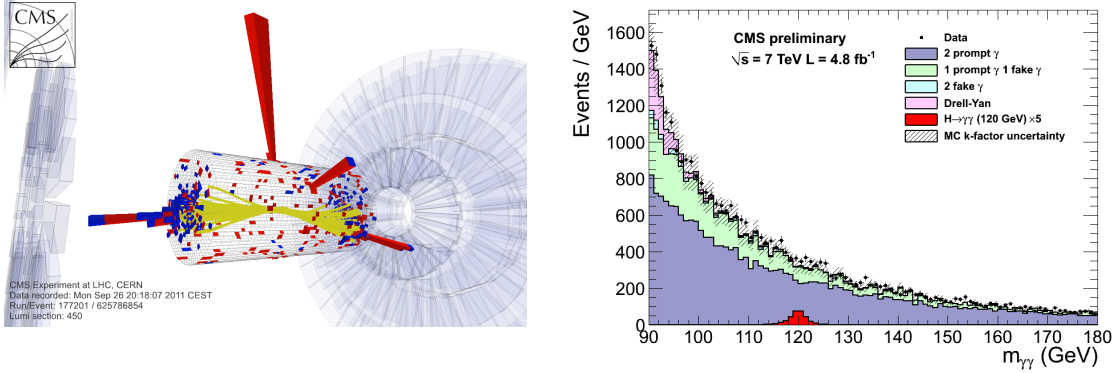 CMS
CMS Experiment at LHC, CERN
Data recorded: Mon Sep 26 20:18:07 2011 CEST
Run/Event: 177201 / 625786854
Lumi section: 450
Events / GeV
1600
1400
1200
1000
800
600
400
200
0
90 100 110 120 130 140 150 160 170 180
mγγ (GeV)
CMS preliminary
√s = 7 TeV L = 4.8 fb⁻¹
Data
2 prompt γ
1 prompt γ 1 fake γ
2 fake γ
Drell-Yan
H→γγ (120 GeV) ×5
MC k-factor uncertainty